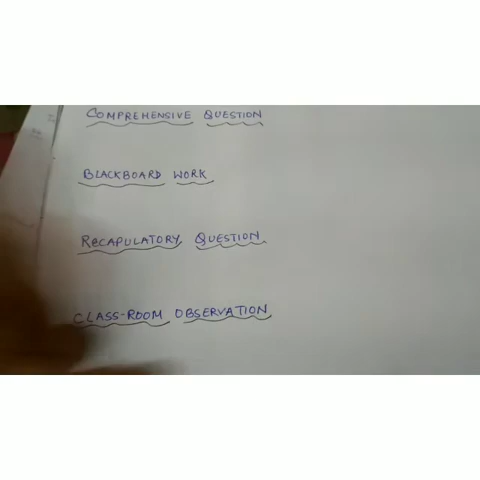 COMPREHENSIVE QUESTION
BLACKBOARD WORK
RECAPULATORY QUESTION
CLASS-ROOM OBSERVATION